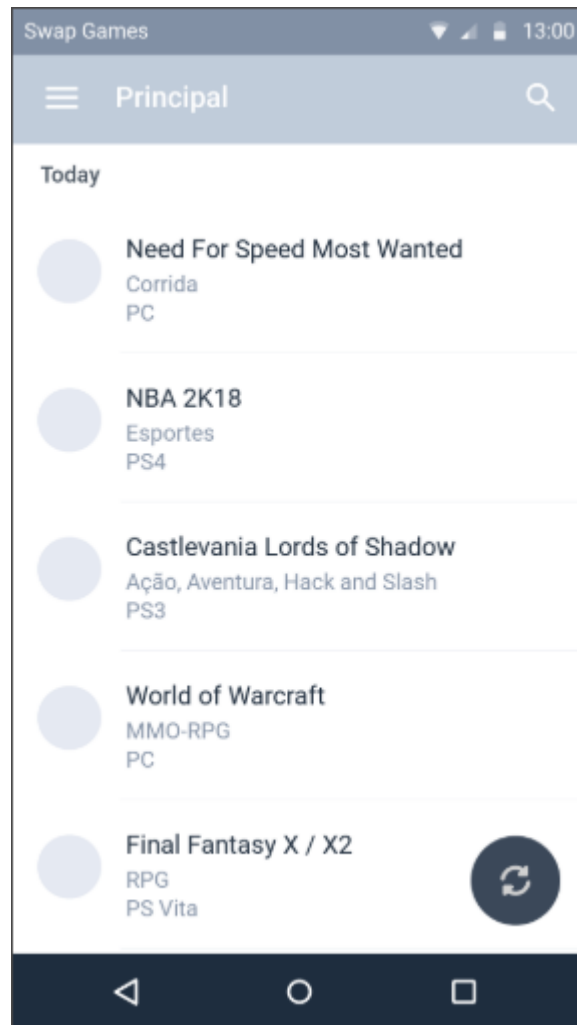 Swap Games 13:00
Principal
Today
Need For Speed Most Wanted
Corrida
PC
NBA 2K18
Esportes
PS4
Castlevania Lords of Shadow
Ação, Aventura, Hack and Slash
PS3
World of Warcraft
MMO-RPG
PC
Final Fantasy X / X2
RPG
PS Vita